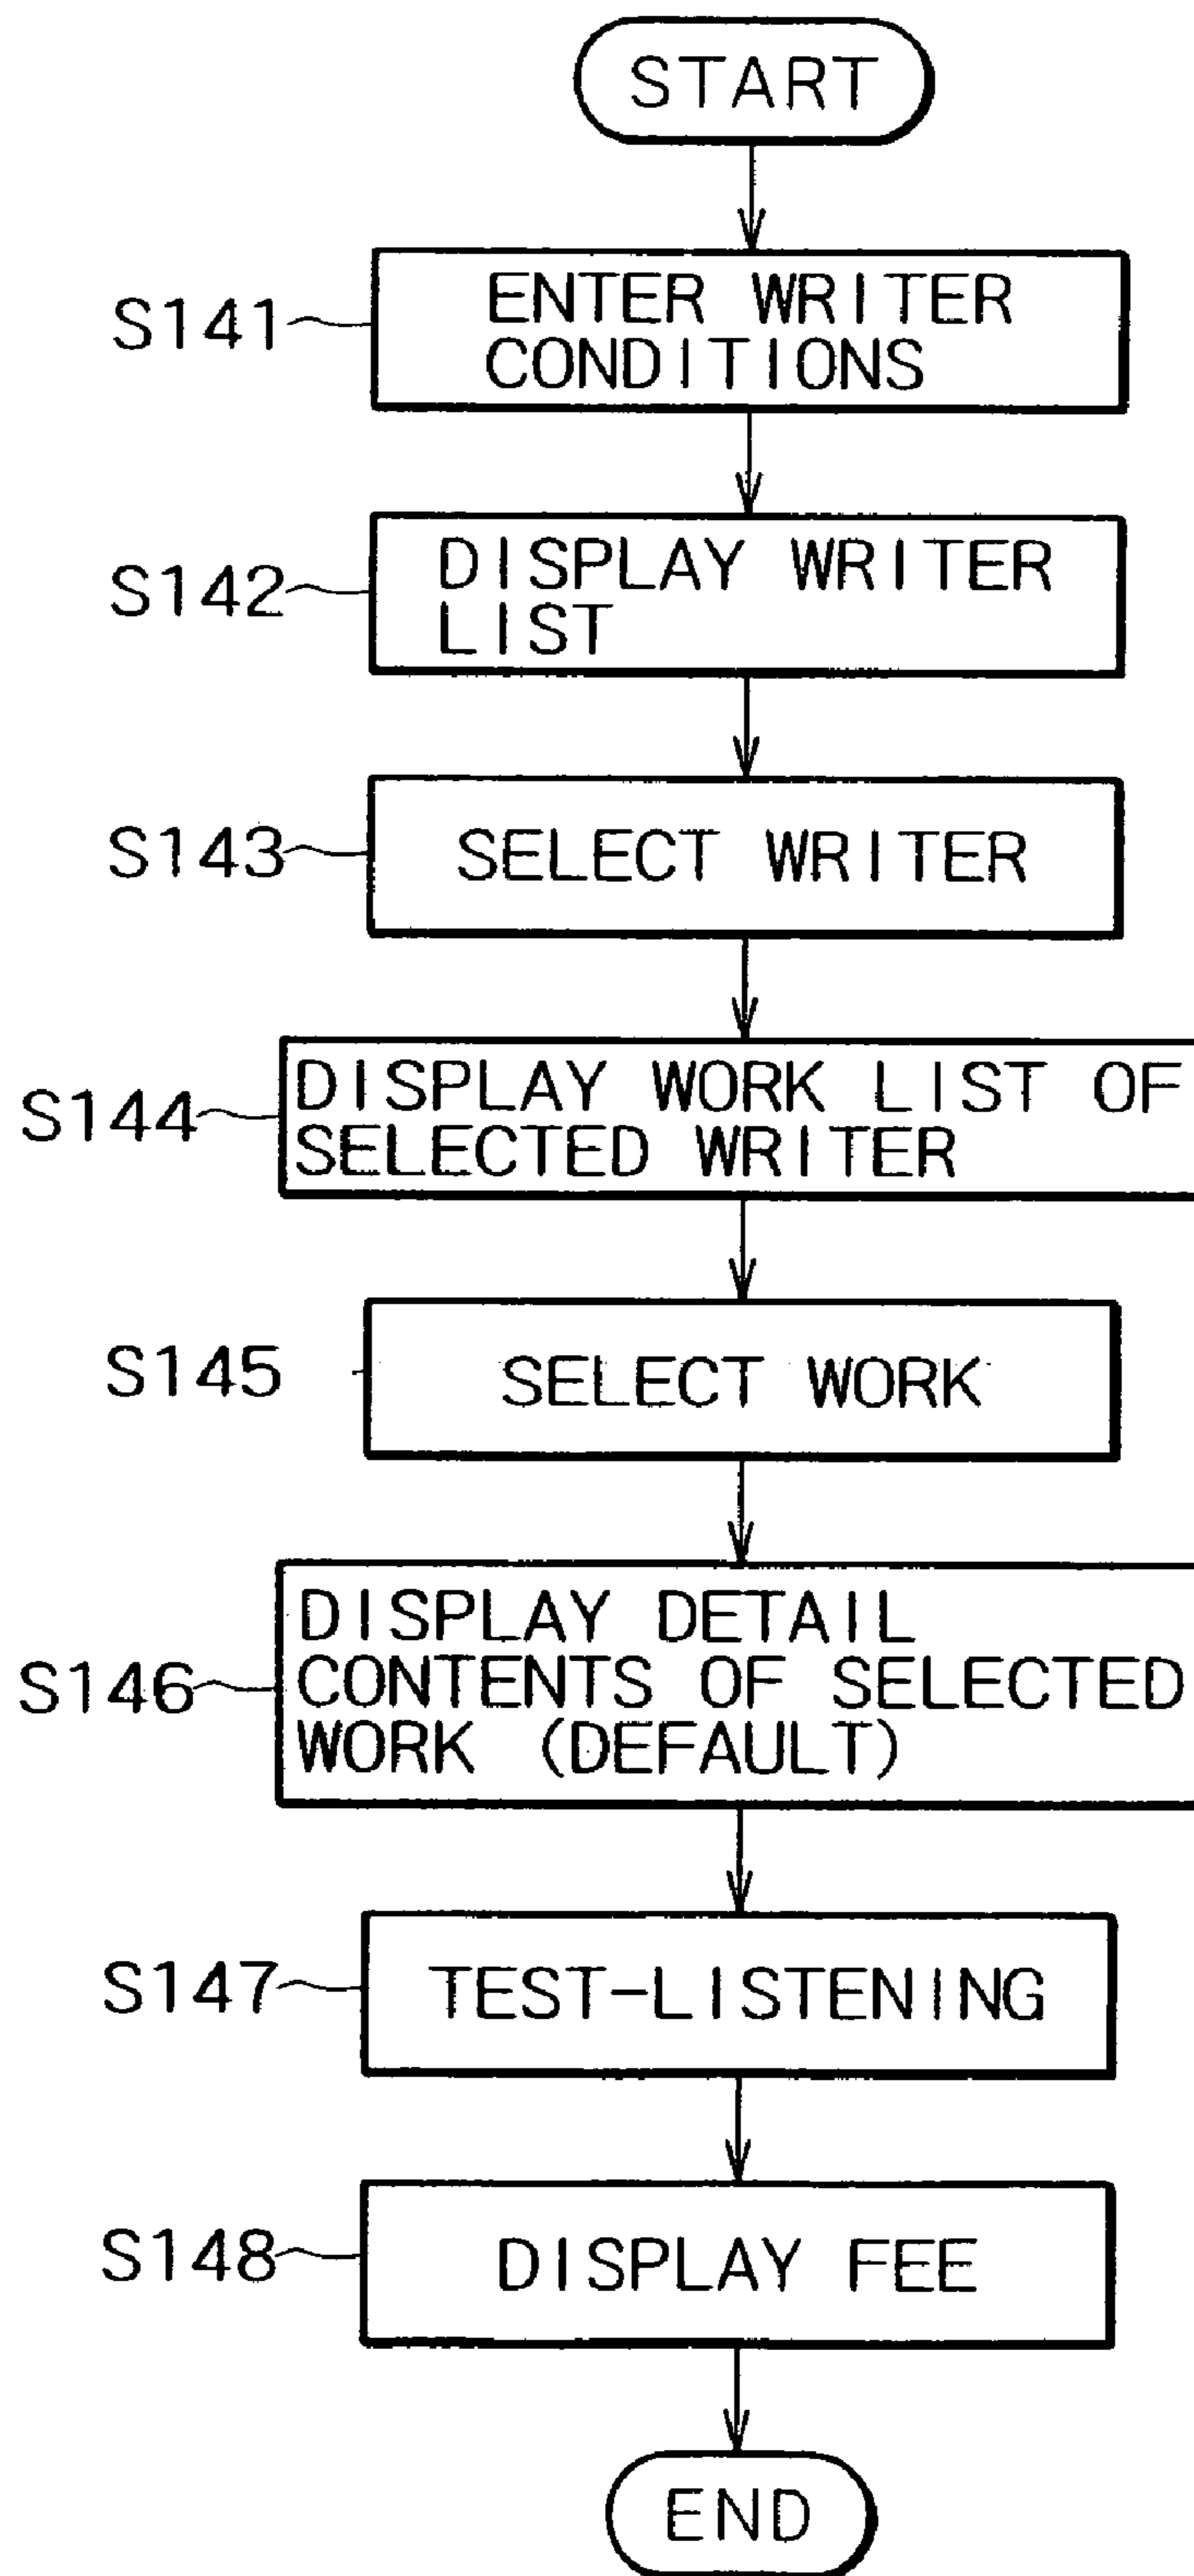 START
S141
ENTER WRITER
CONDITIONS
S142
DISPLAY WRITER
LIST
S143
SELECT WRITER
S144
DISPLAY WORK LIST OF
SELECTED WRITER
S145
SELECT WORK
S146
DISPLAY DETAIL
CONTENTS OF SELECTED
WORK (DEFAULT)
S147
TEST-LISTENING
S148
DISPLAY FEE
END